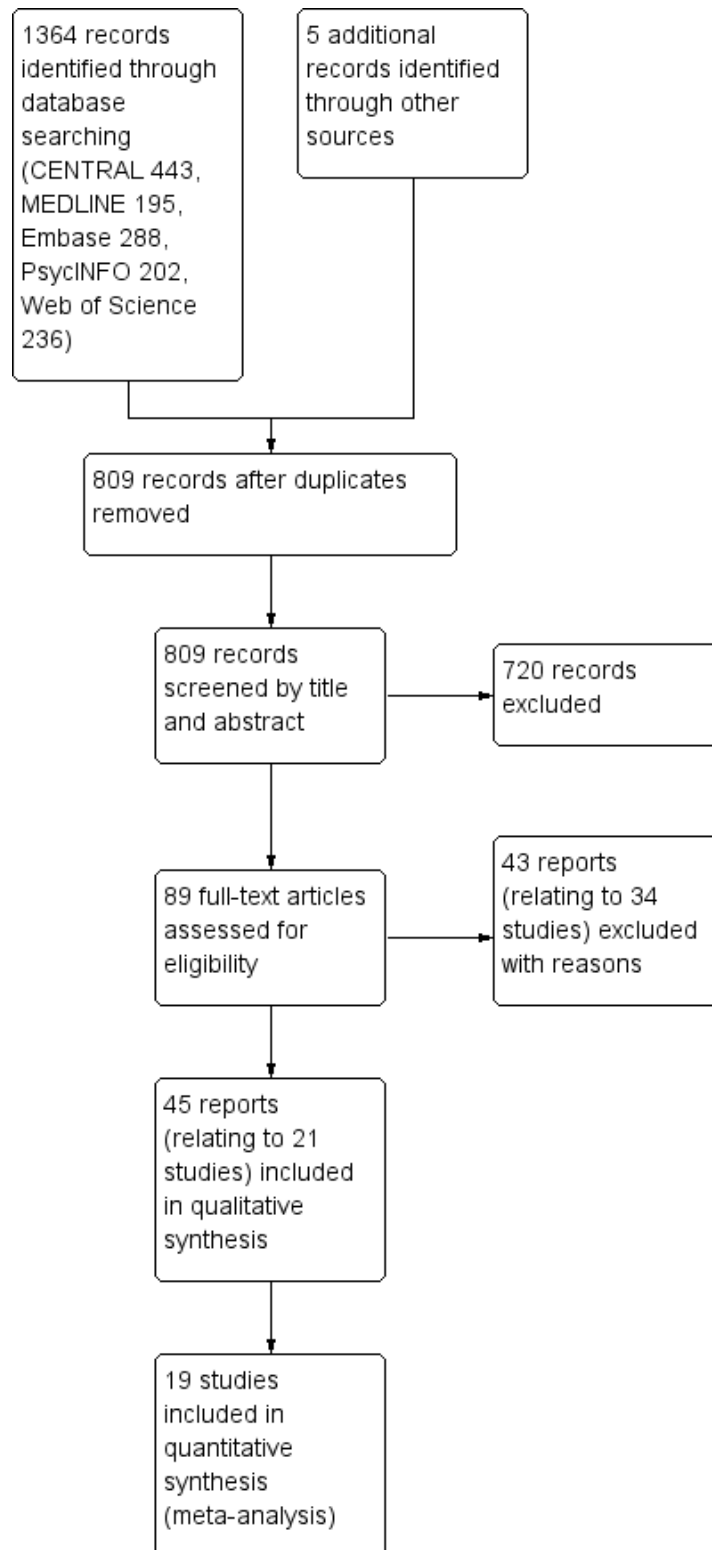 1364 records
identified through
database
searching
(CENTRAL 443,
MEDLINE 195,
Embase 288,
PsycINFO 202,
Web of Science
236)
5 additional
records identified
through other
sources
809 records after duplicates
removed
809 records
screened by title
and abstract
720 records
excluded
89 full-text articles
assessed for
eligibility
43 reports
(relating to 34
studies) excluded
with reasons
45 reports
(relating to 21
studies) included
in qualitative
synthesis
19 studies
included in
quantitative
synthesis
(meta-analysis)